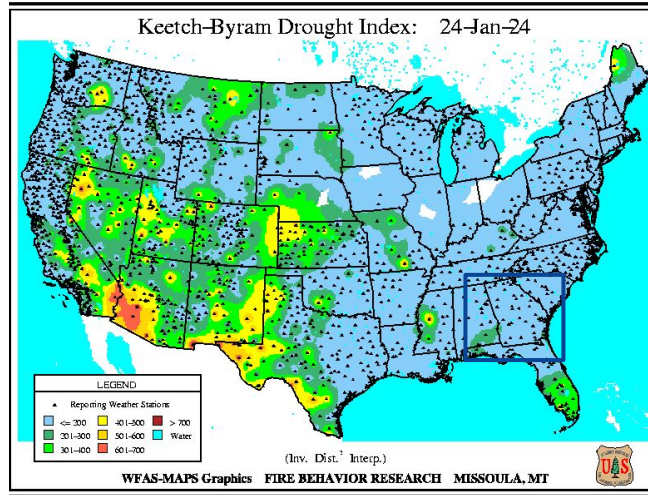 Keetch-Byram Drought Index: 24-Jan-24
LEGEND
Reporting Weather Stations
<= 200
401-500
> 700
201-300
501-600
Water
301-400
601-700
(Inv. Dist.² Interp.)
WFAS-MAPS Graphics FIRE BEHAVIOR RESEARCH MISSOULA, MT
U S